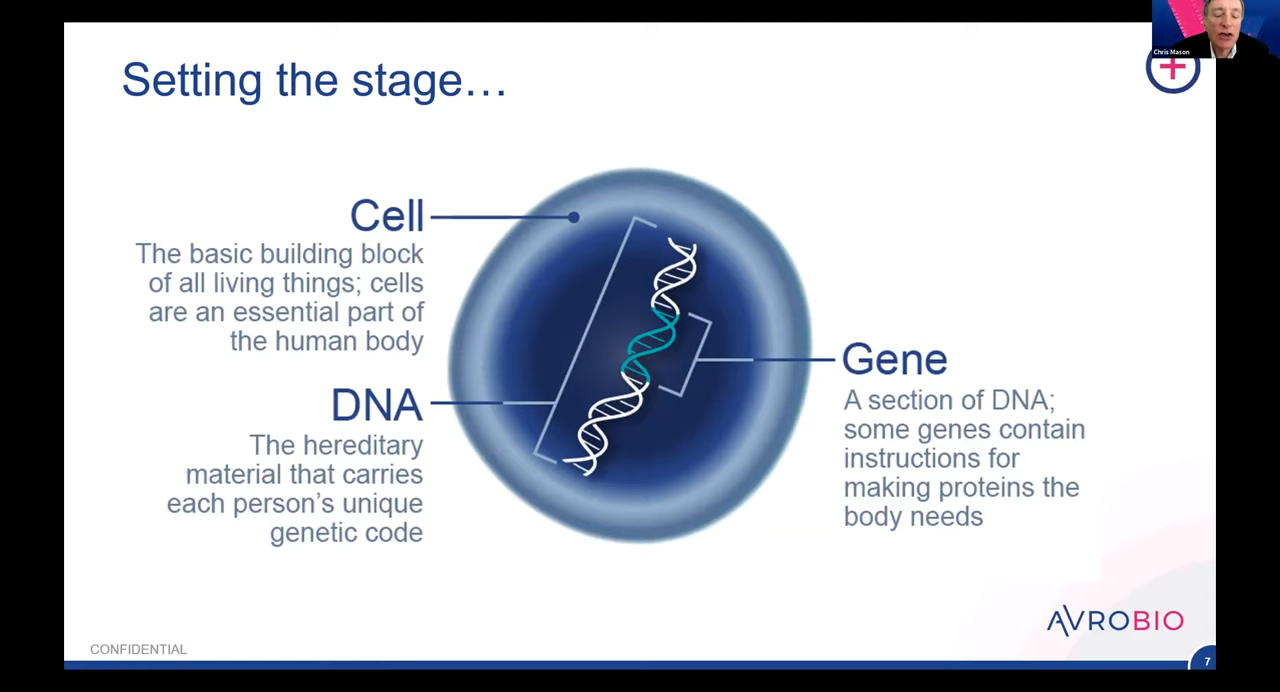 Chris Mason
Setting the stage…
Cell
The basic building block
of all living things; cells
are an essential part of
the human body
DNA
The hereditary
material that carries
each person’s unique
genetic code
Gene
A section of DNA;
some genes contain
instructions for
making proteins the
body needs
AVROBIO
CONFIDENTIAL
7